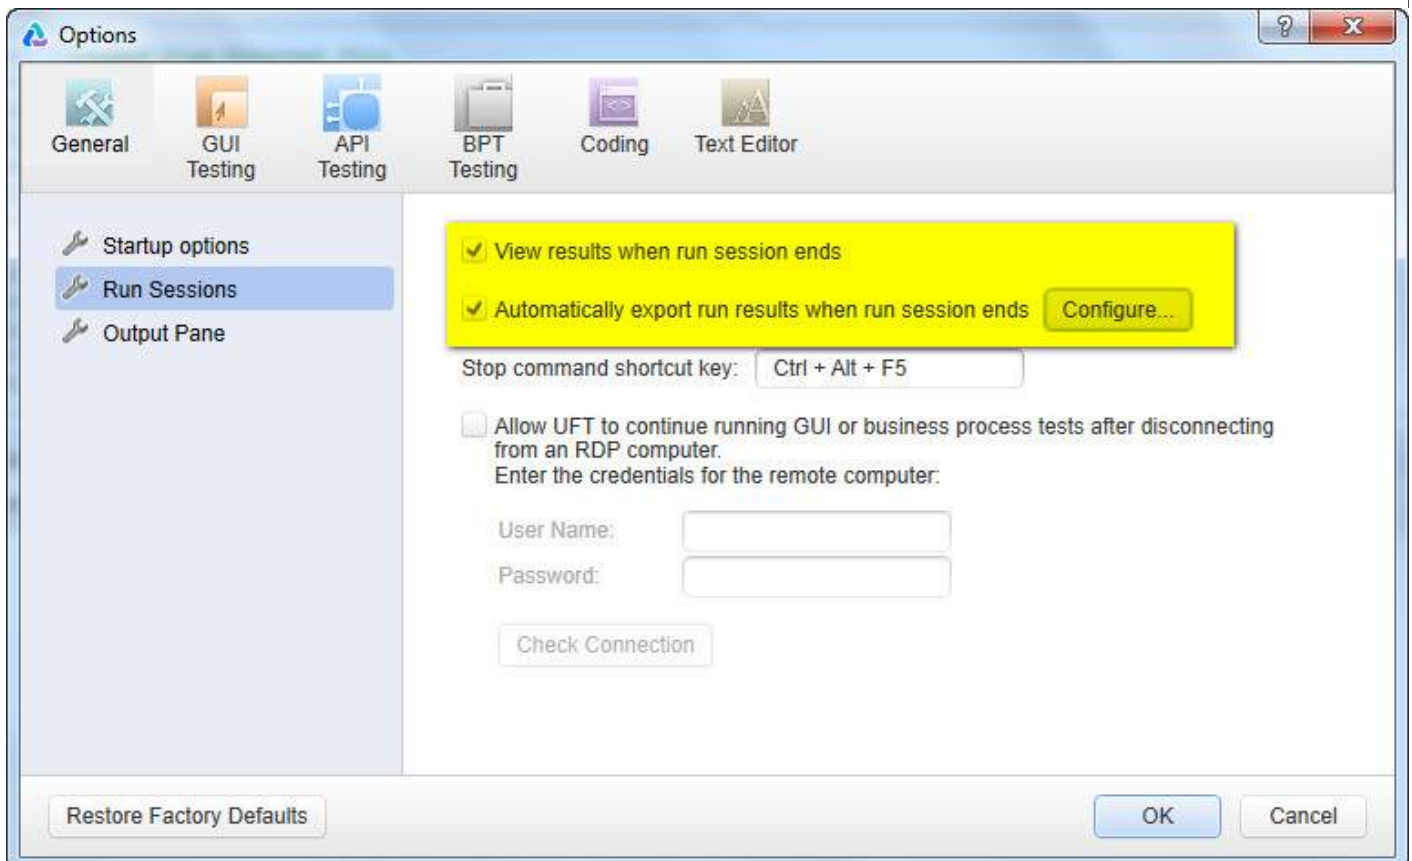 Options
General
GUI
Testing
API
Testing
BPT
Testing
Coding
Text Editor
Startup options
Run Sessions
Output Pane
View results when run session ends
Automatically export run results when run session ends Configure...
Stop command shortcut key: Ctrl + Alt + F5
Allow UFT to continue running GUI or business process tests after disconnecting
from an RDP computer.
Enter the credentials for the remote computer:
User Name:
Password:
Check Connection
Restore Factory Defaults OK Cancel